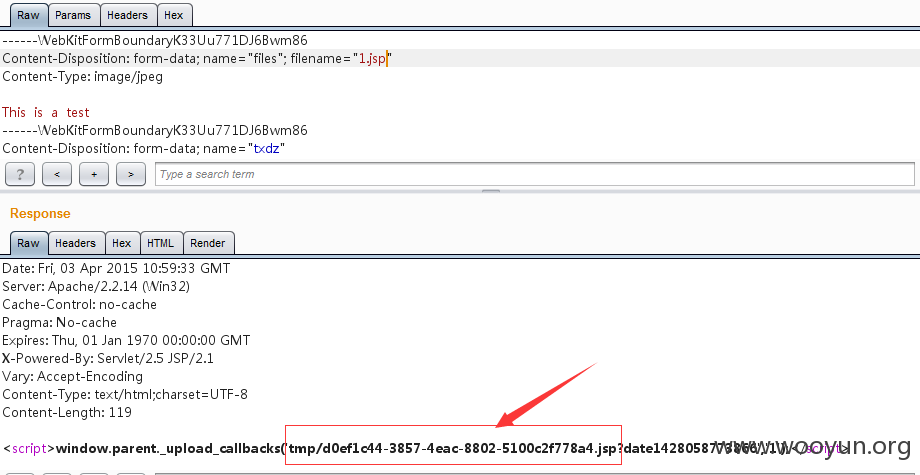 Raw Params Headers Hex
------WebKitFormBoundaryK33Uu771DJ6Bwm86
Content-Disposition: form-data; name="files"; filename="1.jsp"
Content-Type: image/jpeg
This is a test
------WebKitFormBoundaryK33Uu771DJ6Bwm86
Content-Disposition: form-data; name="txdz"
? < + > Type a search term
Response
Raw Headers Hex HTML Render
Date: Fri, 03 Apr 2015 10:59:33 GMT
Server: Apache/2.2.14 (Win32)
Cache-Control: no-cache
Pragma: No-cache
Expires: Thu, 01 Jan 1970 00:00:00 GMT
X-Powered-By: Servlet/2.5 JSP/2.1
Vary: Accept-Encoding
Content-Type: text/html;charset=UTF-8
Content-Length: 119
<script>window.parent._upload_callbacks('tmp/d0ef1c44-3857-4eac-8802-5100c2f778a4.jsp?date
www.wooyun.org